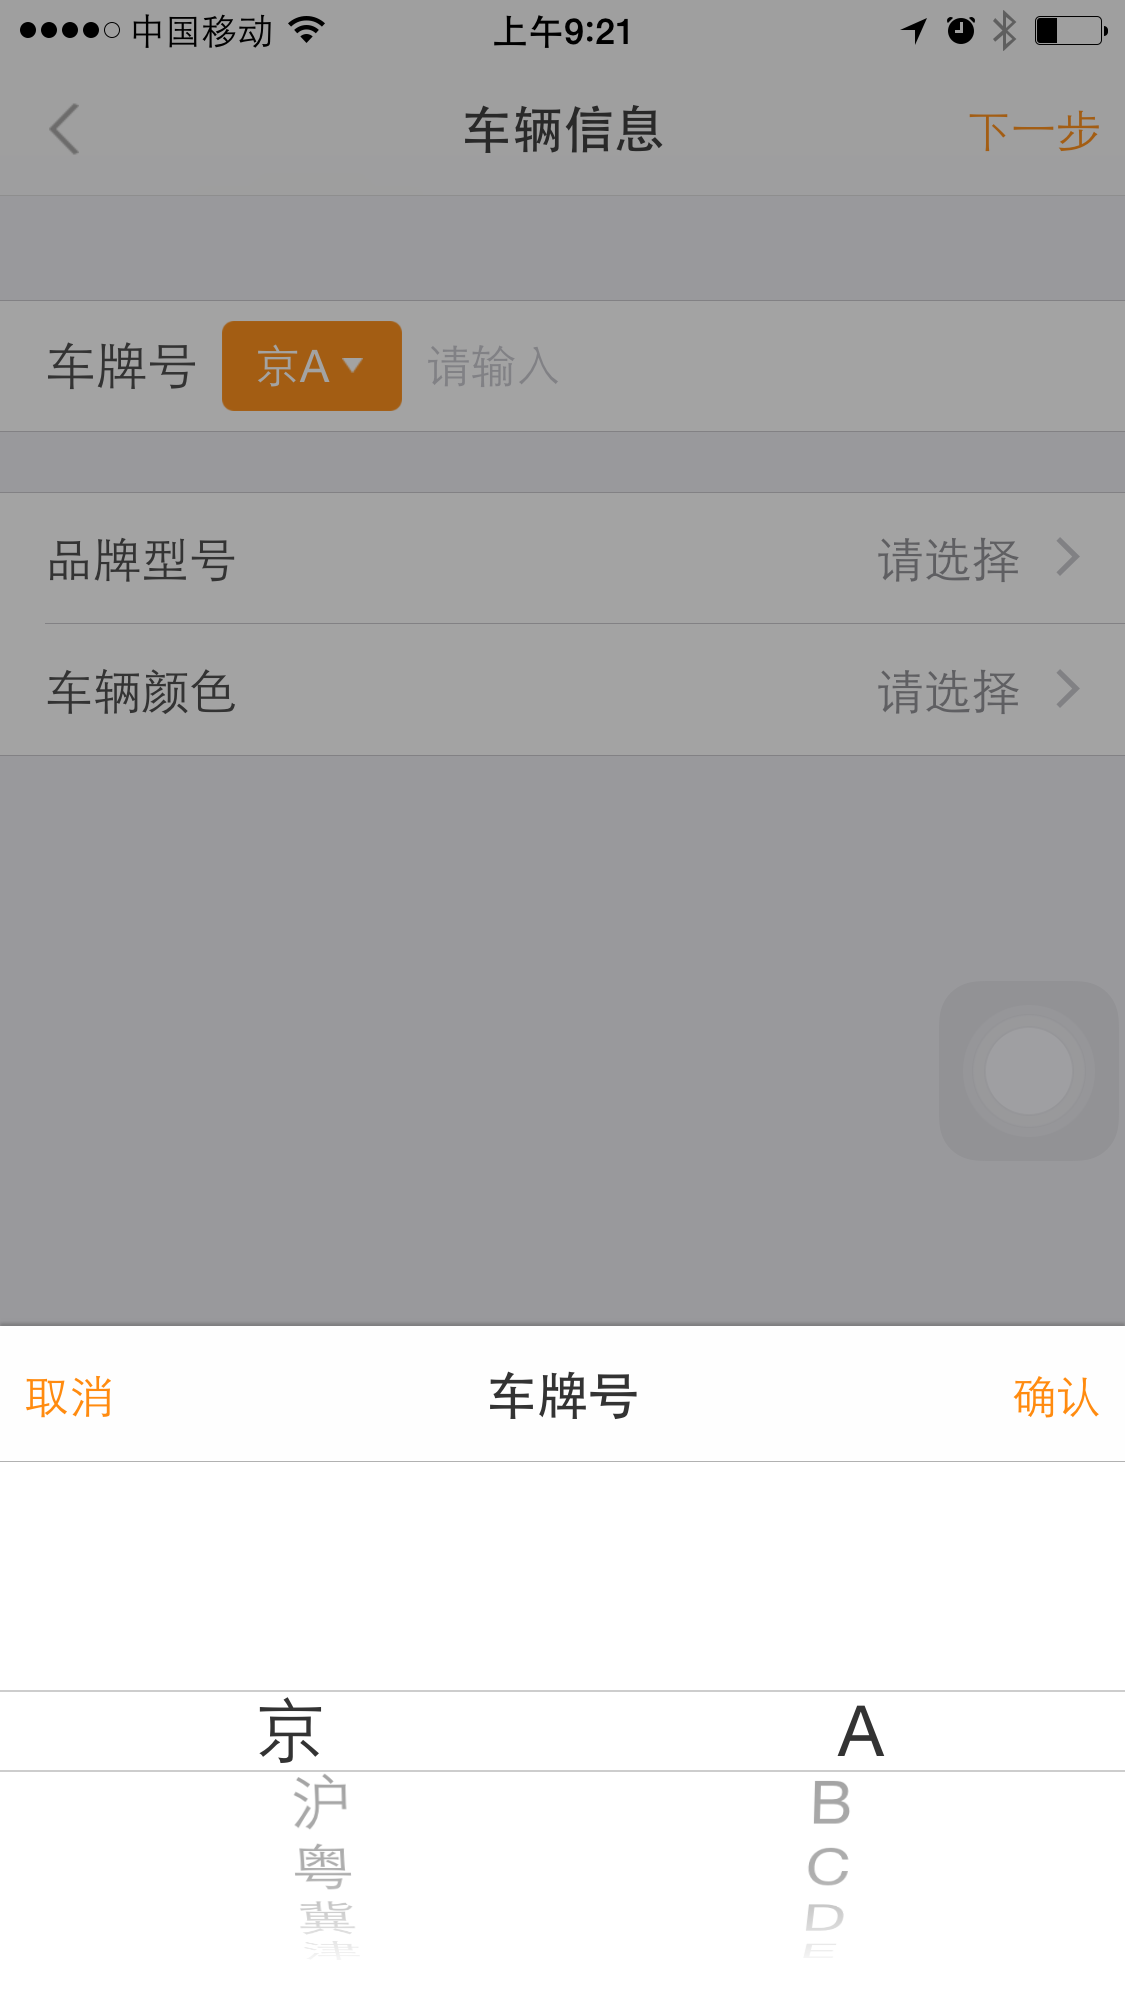 中国移动 上午9:21
车辆信息 下一步
车牌号 京A 请输入
品牌型号 请选择
车辆颜色 请选择
取消 车牌号 确认
京 A
沪 B
粤 C
冀 D
津 E